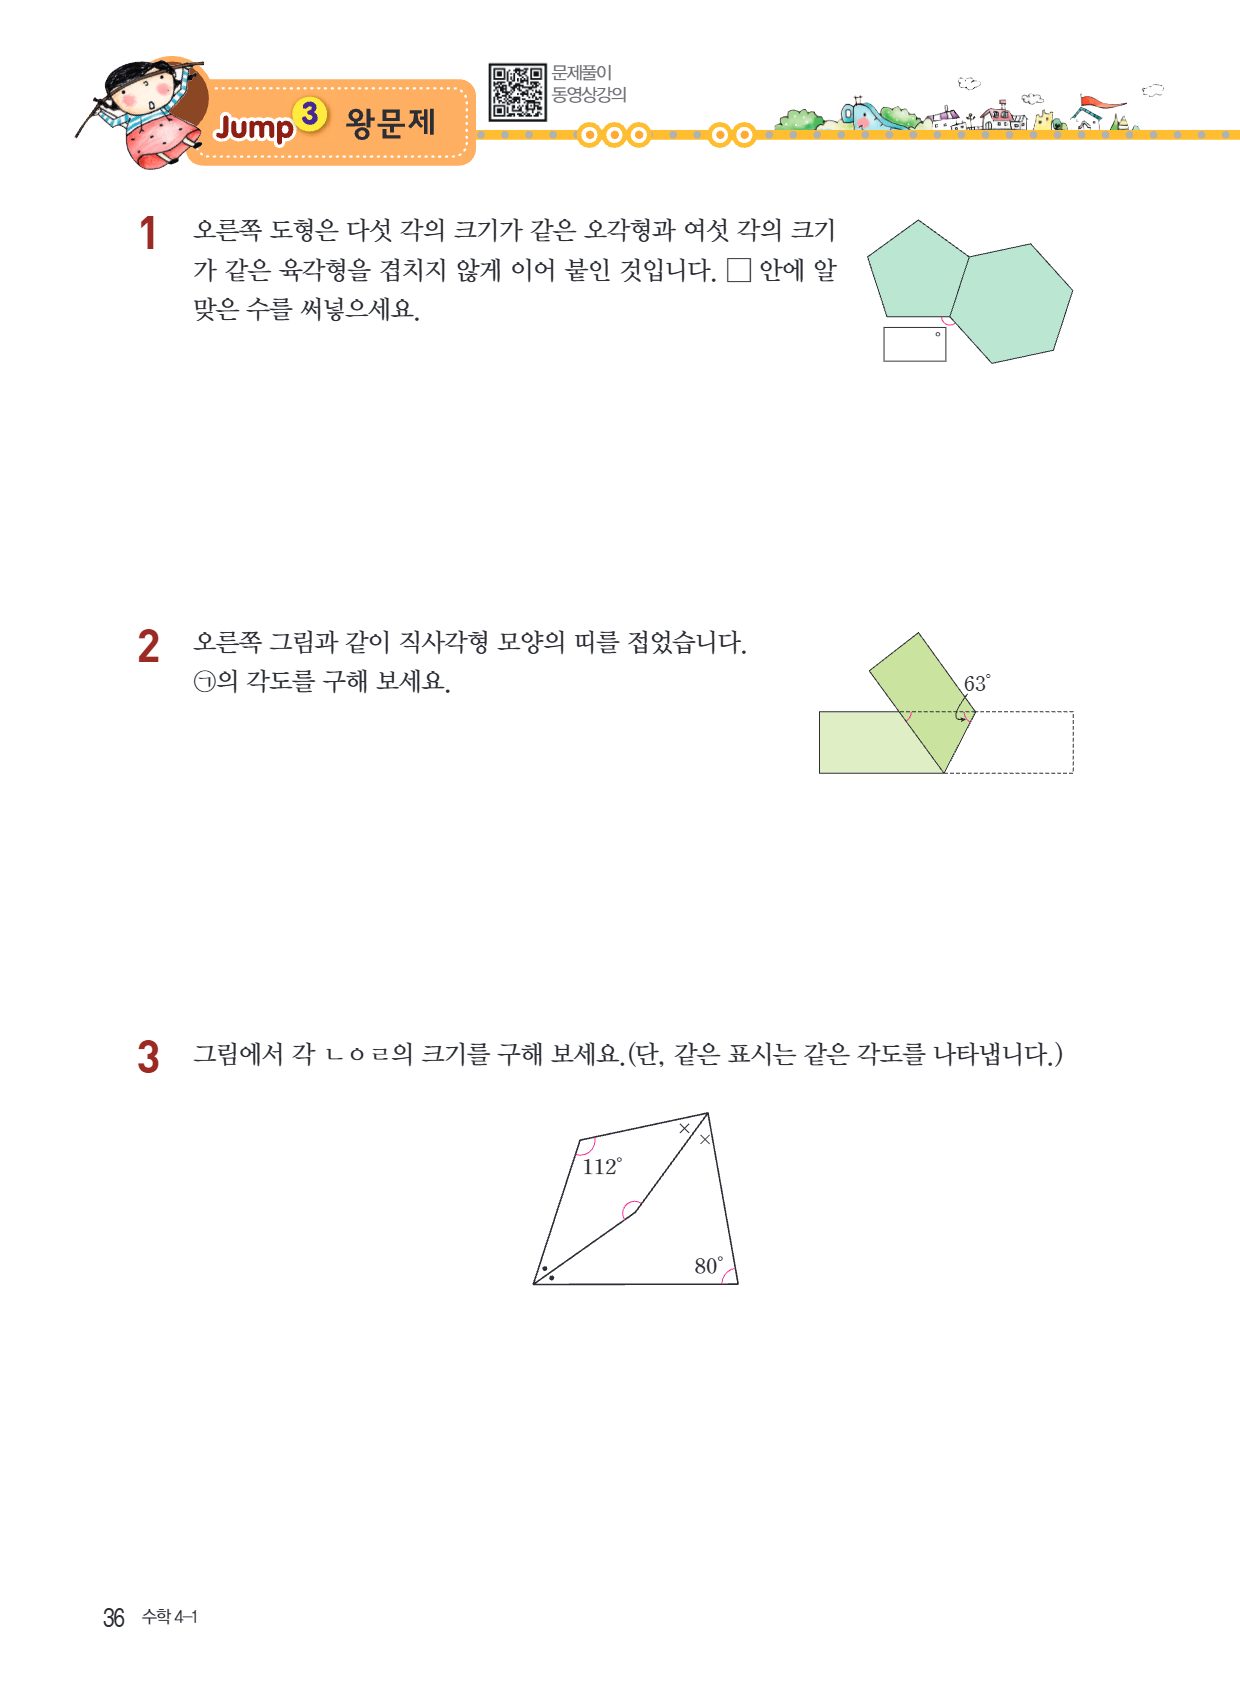 Jump 3 왕문제
문제풀이
동영상강의
1 오른쪽 도형은 다섯 각의 크기가 같은 오각형과 여섯 각의 크기
가 같은 육각형을 겹치지 않게 이어 붙인 것입니다. □ 안에 알
맞은 수를 써넣으세요.
°
2 오른쪽 그림과 같이 직사각형 모양의 띠를 접었습니다.
㉠의 각도를 구해 보세요.
63°
3 그림에서 각 ㄴㅇㄹ의 크기를 구해 보세요.(단, 같은 표시는 같은 각도를 나타냅니다.)
× ×
112°
80°
36 수학 4-1